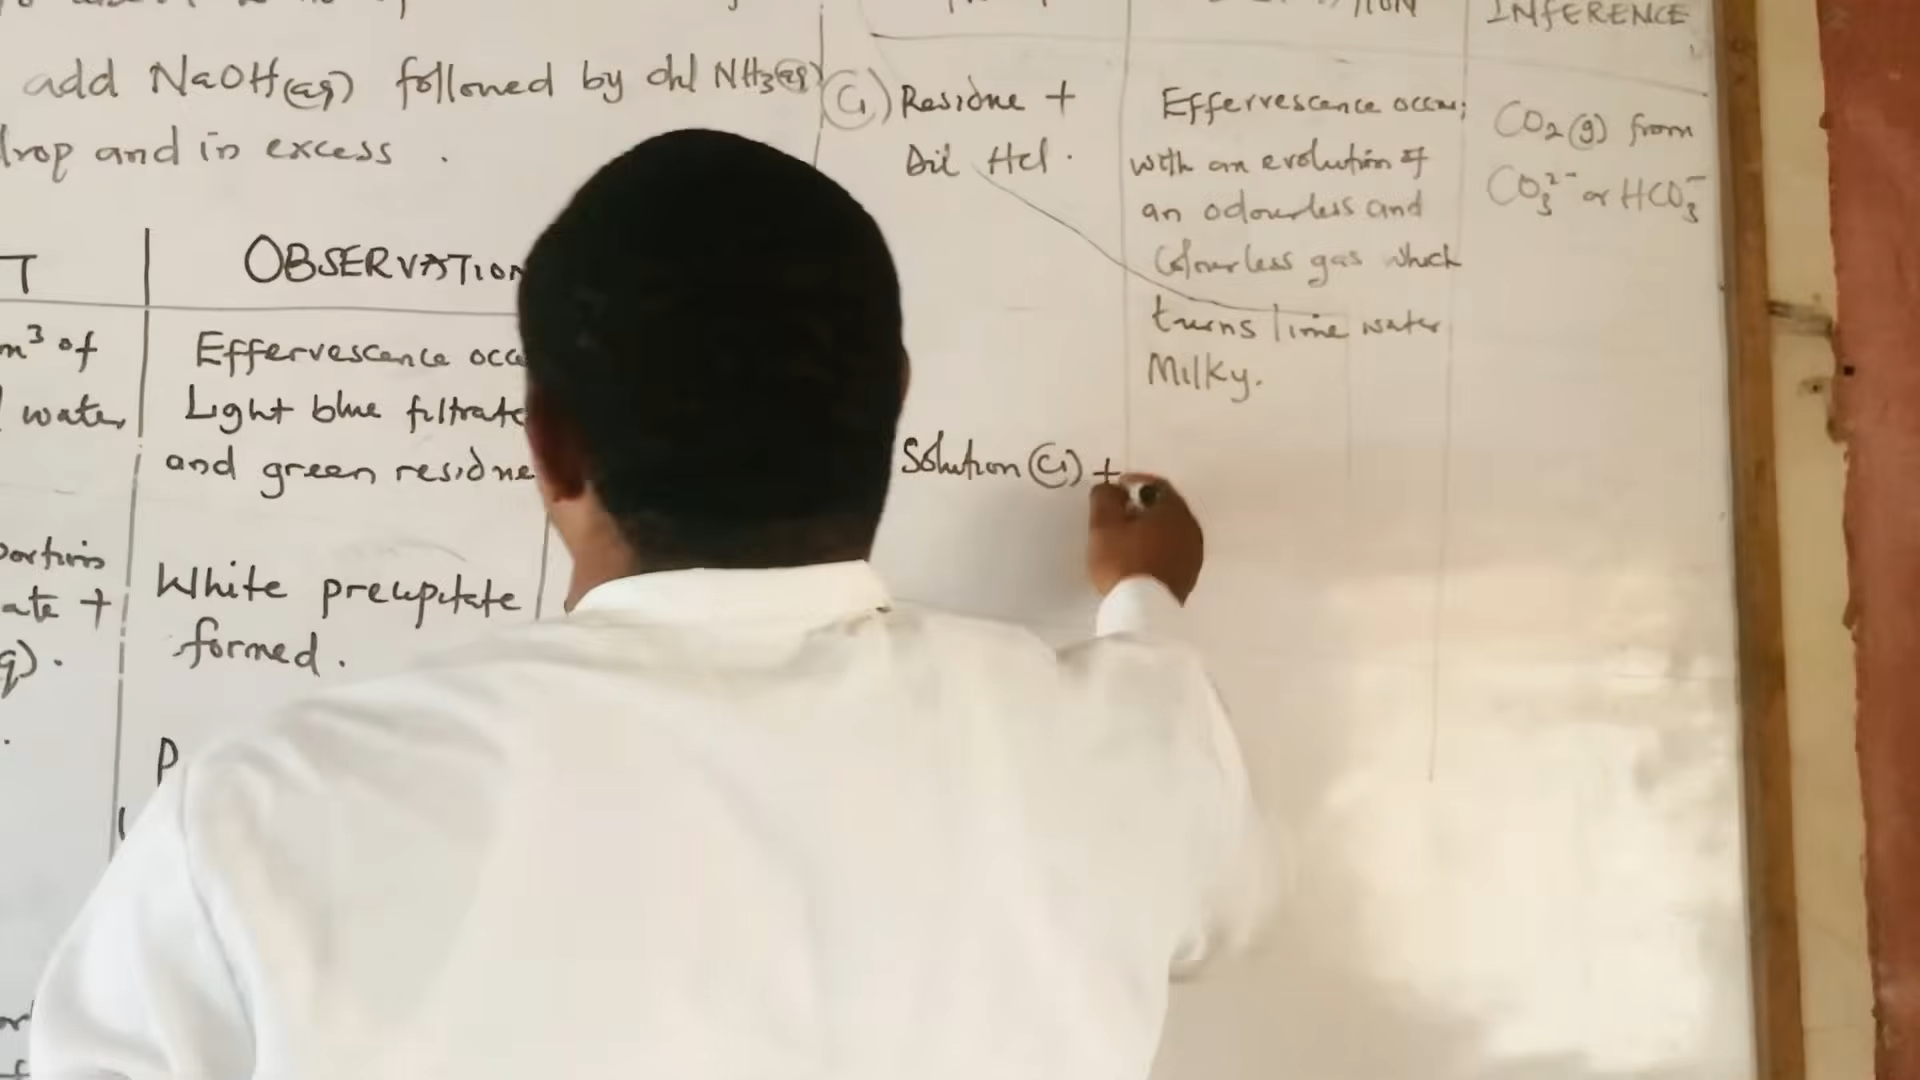 add NaOH(aq) followed by dil NH3(aq)
drop and in excess .
T OBSERVATION
m³ of Effervescence occu
water Light blue filtrate
and green residue
portions
ate + White precipitate
q). formed.
P
INFERENCE
(C1) Residue +
Dil Hcl.
Effervescence occurs;
with an evolution of
an odourless and
Colourless gas which
turns lime water
Milky.
CO2(g) from
CO3²⁻ or HCO3⁻
Solution (C1) +